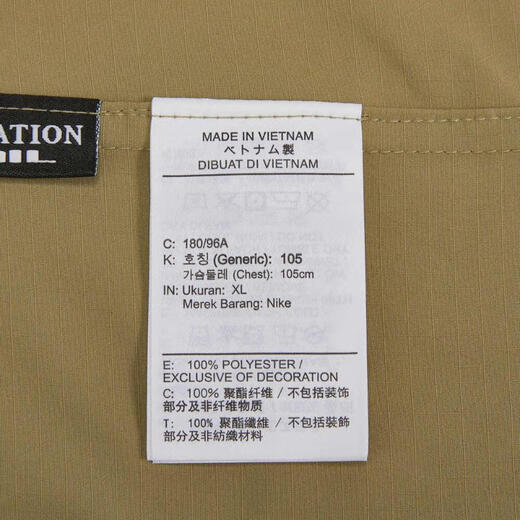 ATION
MADE IN VIETNAM
ベトナム製
DIBUAT DI VIETNAM
C: 180/96A
K: 호칭 (Generic): 105
가슴둘레 (Chest): 105cm
IN: Ukuran: XL
Merek Barang: Nike
E: 100% POLYESTER /
EXCLUSIVE OF DECORATION
C: 100% 聚酯纤维 / 不包括装饰
部分及非纤维物质
T: 100% 聚酯纖維 / 不包括裝飾
部分及非紡織材料